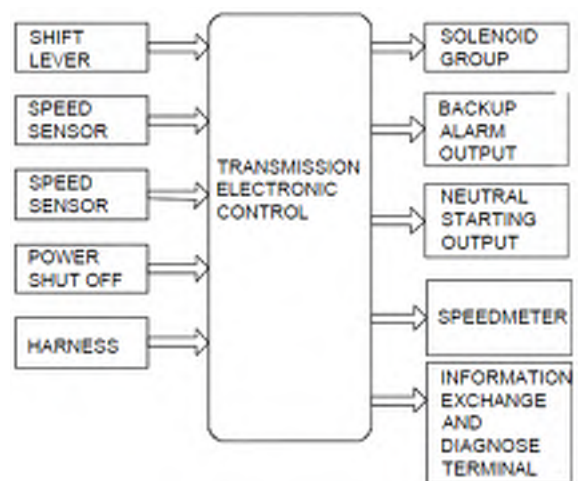 SHIFT
LEVER
SPEED
SENSOR
SPEED
SENSOR
POWER
SHUT OFF
HARNESS
TRANSMISSION
ELECTRONIC
CONTROL
SOLENOID
GROUP
BACKUP
ALARM
OUTPUT
NEUTRAL
STARTING
OUTPUT
SPEEDMETER
INFORMATION
EXCHANGE
AND
DIAGNOSE
TERMINAL